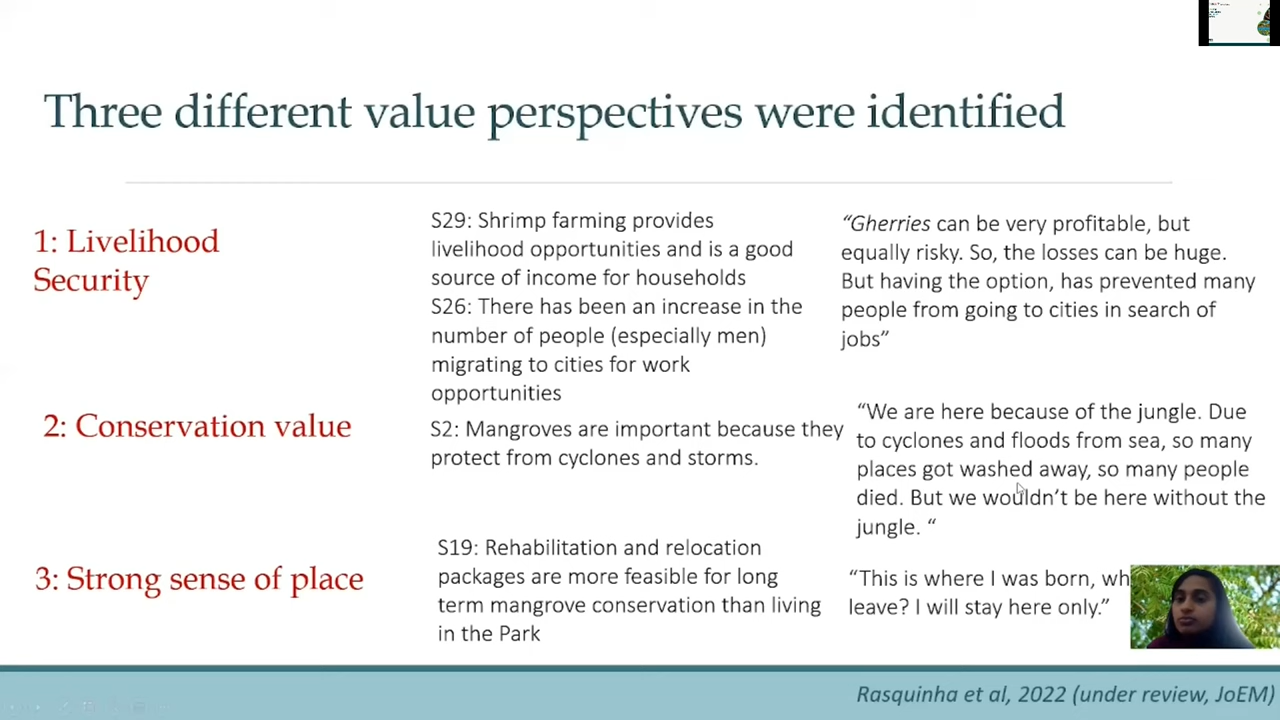 Three different value perspectives were identified
1: Livelihood
Security
S29: Shrimp farming provides
livelihood opportunities and is a good
source of income for households
S26: There has been an increase in the
number of people (especially men)
migrating to cities for work
opportunities
“Gherries can be very profitable, but
equally risky. So, the losses can be huge.
But having the option, has prevented many
people from going to cities in search of
jobs”
2: Conservation value
S2: Mangroves are important because they
protect from cyclones and storms.
“We are here because of the jungle. Due
to cyclones and floods from sea, so many
places got washed away, so many people
died. But we wouldn’t be here without the
jungle. “
3: Strong sense of place
S19: Rehabilitation and relocation
packages are more feasible for long
term mangrove conservation than living
in the Park
“This is where I was born,
leave? I will stay here only.”
Rasquinha et al, 2022 (under review, JoEM)